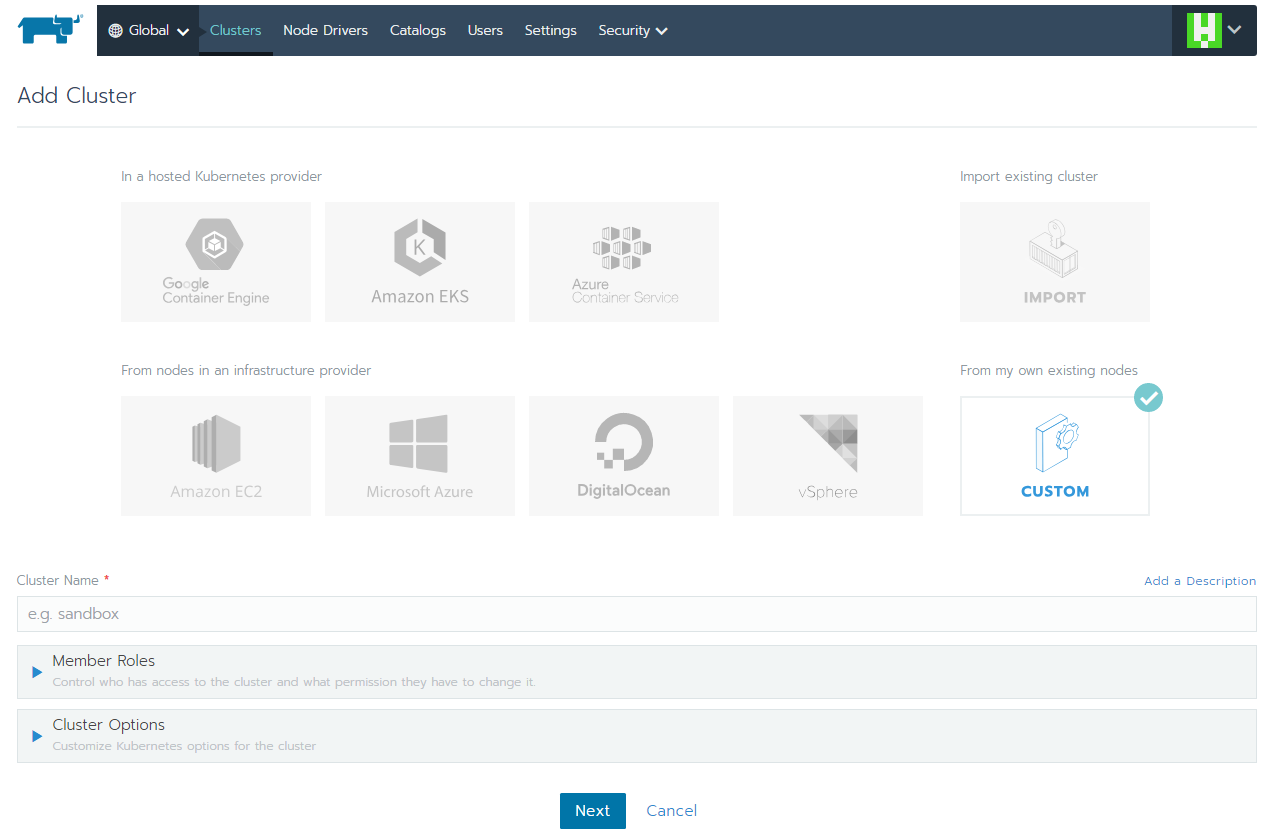 Global
Clusters
Node Drivers
Catalogs
Users
Settings
Security
Add Cluster
In a hosted Kubernetes provider
Import existing cluster
Google
Container Engine
K
Amazon EKS
Azure
Container Service
IMPORT
From nodes in an infrastructure provider
From my own existing nodes
Amazon EC2
Microsoft Azure
DigitalOcean
vSphere
CUSTOM
Cluster Name *
Add a Description
e.g. sandbox
Member Roles
Control who has access to the cluster and what permission they have to change it.
Cluster Options
Customize Kubernetes options for the cluster
Next
Cancel